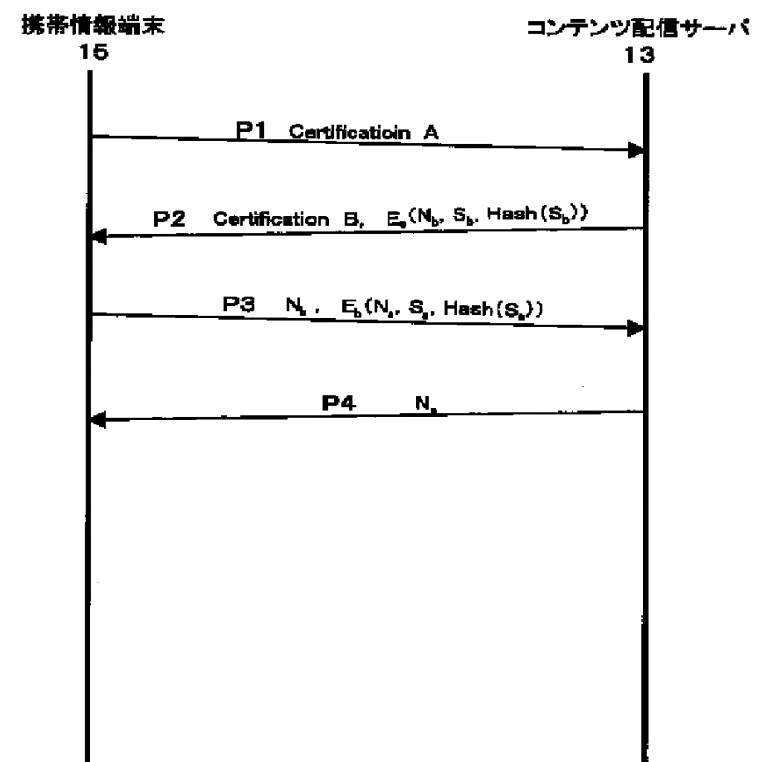 携帯情報端末
15
コンテンツ配信サーバ
13
P1 Certificatioin A
P2 Certification B, Eₐ(N_b, S_b, Hash(S_b))
P3 N_b, E_b(Nₐ, Sₐ, Hash(Sₐ))
P4 Nₐ